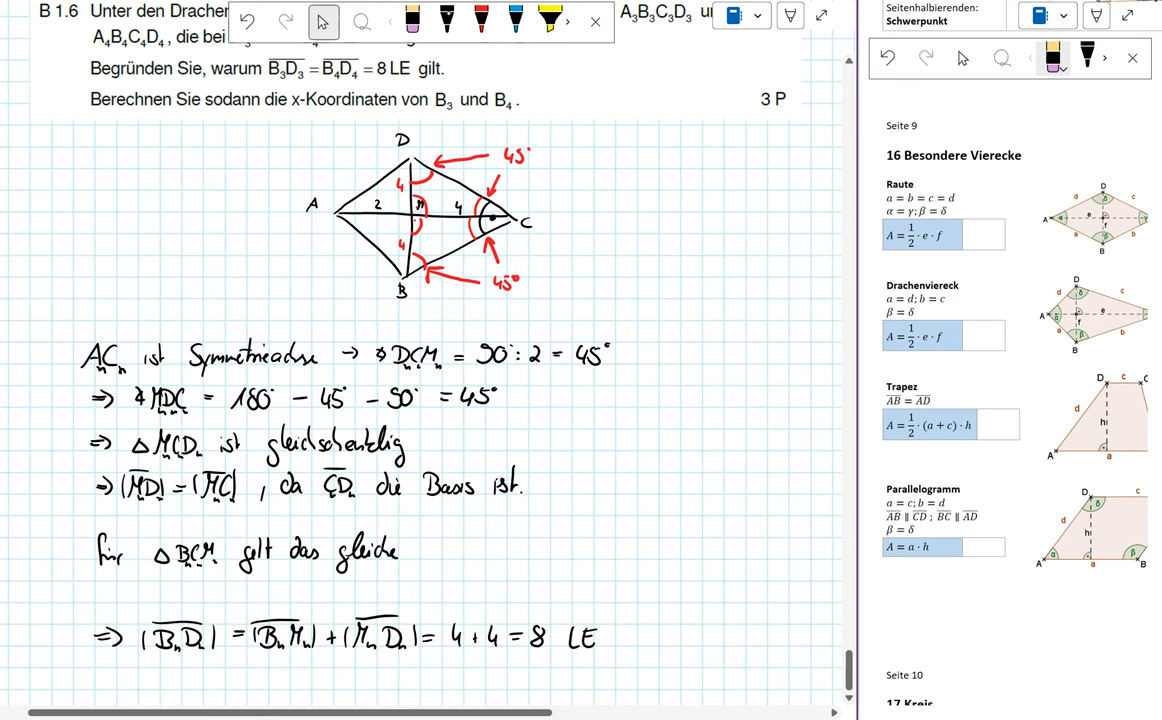 B 1.6 Unter den Drachen
A₃B₃C₃D₃
A₄B₄C₄D₄, die bei
Begründen Sie, warum B₃D₃ = B₄D₄ = 8 LE gilt.
Berechnen Sie sodann die x-Koordinaten von B₃ und B₄.
3 P
D
45°
4
A
2
M
4
C
4
45°
B
ACₙ ist Symmetrieachse → ∢ DₙCₙMₙ = 90° : 2 = 45°
⇒ ∢ MₙDₙCₙ = 180° − 45° − 90° = 45°
⇒ △ MₙCₙDₙ ist gleichschenklig
⇒ |MₙDₙ| = |MₙCₙ|, da CₙDₙ die Basis ist.
Für △ BₙCₙMₙ gilt das gleiche
⇒ |BₙDₙ| = |BₙMₙ| + |MₙDₙ| = 4 + 4 = 8 LE
Seitenhalbierenden:
Schwerpunkt
Seite 9
16 Besondere Vierecke
Raute
a = b = c = d
α = γ; β = δ
A = 1/2 · e · f
D
d
δ
c
A
α
e
f
γ
a
β
b
B
Drachenviereck
a = d; b = c
β = δ
A = 1/2 · e · f
D
d
δ
c
A
α
e
f
a
β
b
B
Trapez
AB = AD
A = 1/2 · (a + c) · h
D
c
d
h
A
a
Parallelogramm
a = c; b = d
AB ∥ CD ; BC ∥ AD
β = δ
A = a · h
D
c
δ
d
h
α
β
A
a
B
Seite 10
17 Kreis